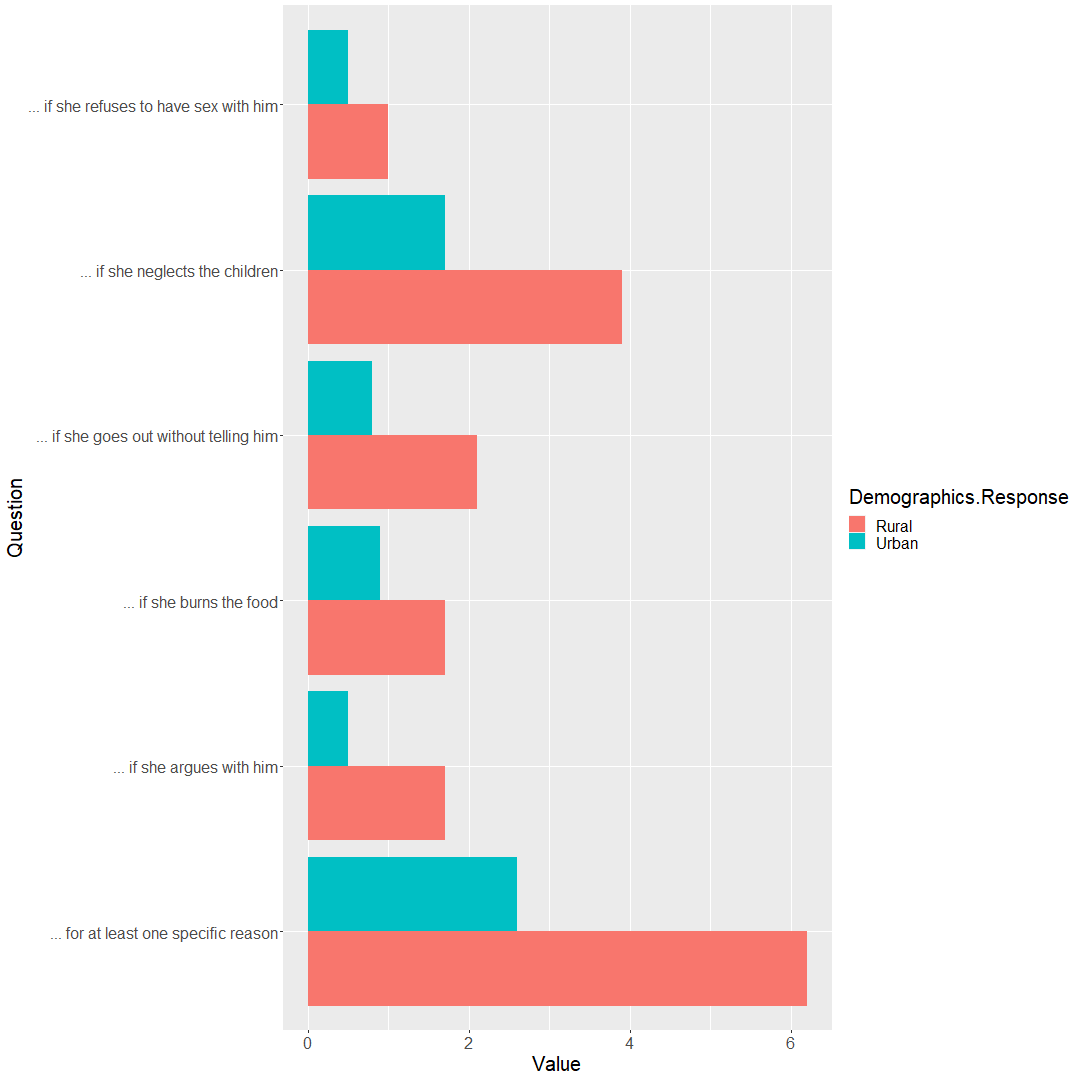 ... if she refuses to have sex with him
... if she neglects the children
... if she goes out without telling him
... if she burns the food
... if she argues with him
... for at least one specific reason
Question
0 2 4 6
Value
Demographics.Response
Rural
Urban